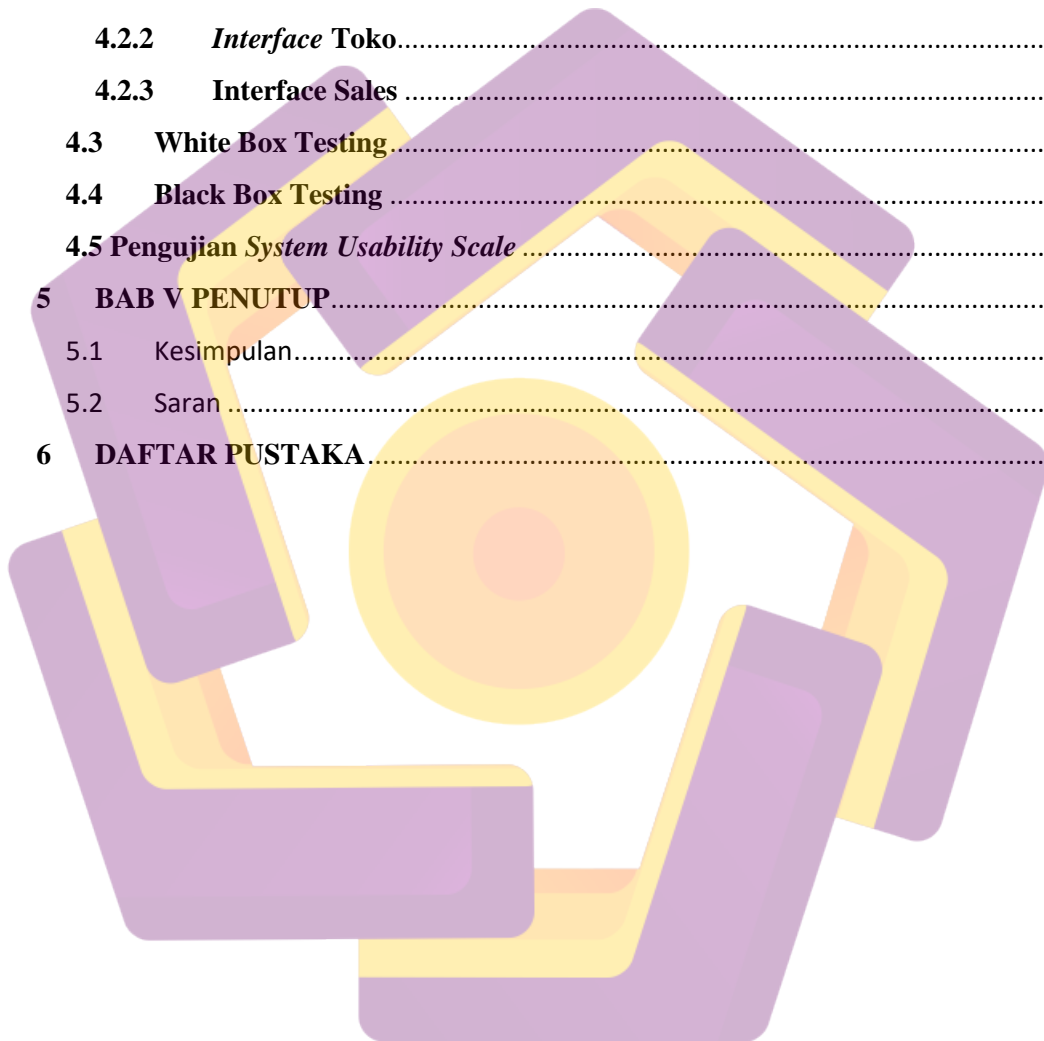 4.2.2 Interface Toko........................................................................
4.2.3 Interface Sales ........................................................................
4.3 White Box Testing........................................................................
4.4 Black Box Testing ........................................................................
4.5 Pengujian System Usability Scale ........................................................................
5 BAB V PENUTUP........................................................................
5.1 Kesimpulan........................................................................
5.2 Saran ........................................................................
6 DAFTAR PUSTAKA........................................................................